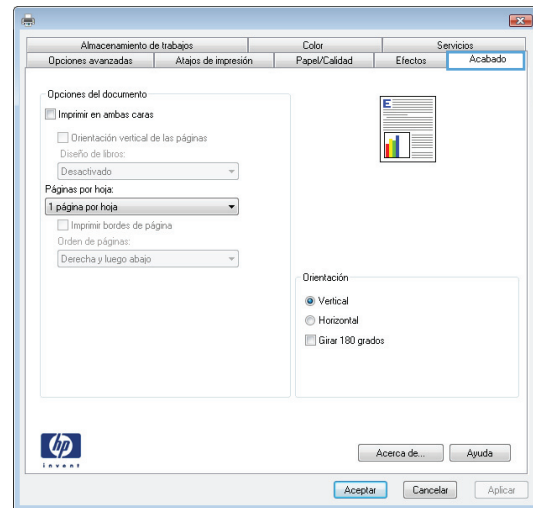 Almacenamiento de trabajos Color Servicios
Opciones avanzadas Atajos de impresión Papel/Calidad Efectos Acabado
Opciones del documento
Imprimir en ambas caras
Orientación vertical de las páginas
Diseño de libros:
Desactivado
Páginas por hoja:
1 página por hoja
Imprimir bordes de página
Orden de páginas:
Derecha y luego abajo
E
Orientación
Vertical
Horizontal
Girar 180 grados
hp
invent
Acerca de... Ayuda
Aceptar Cancelar Aplicar